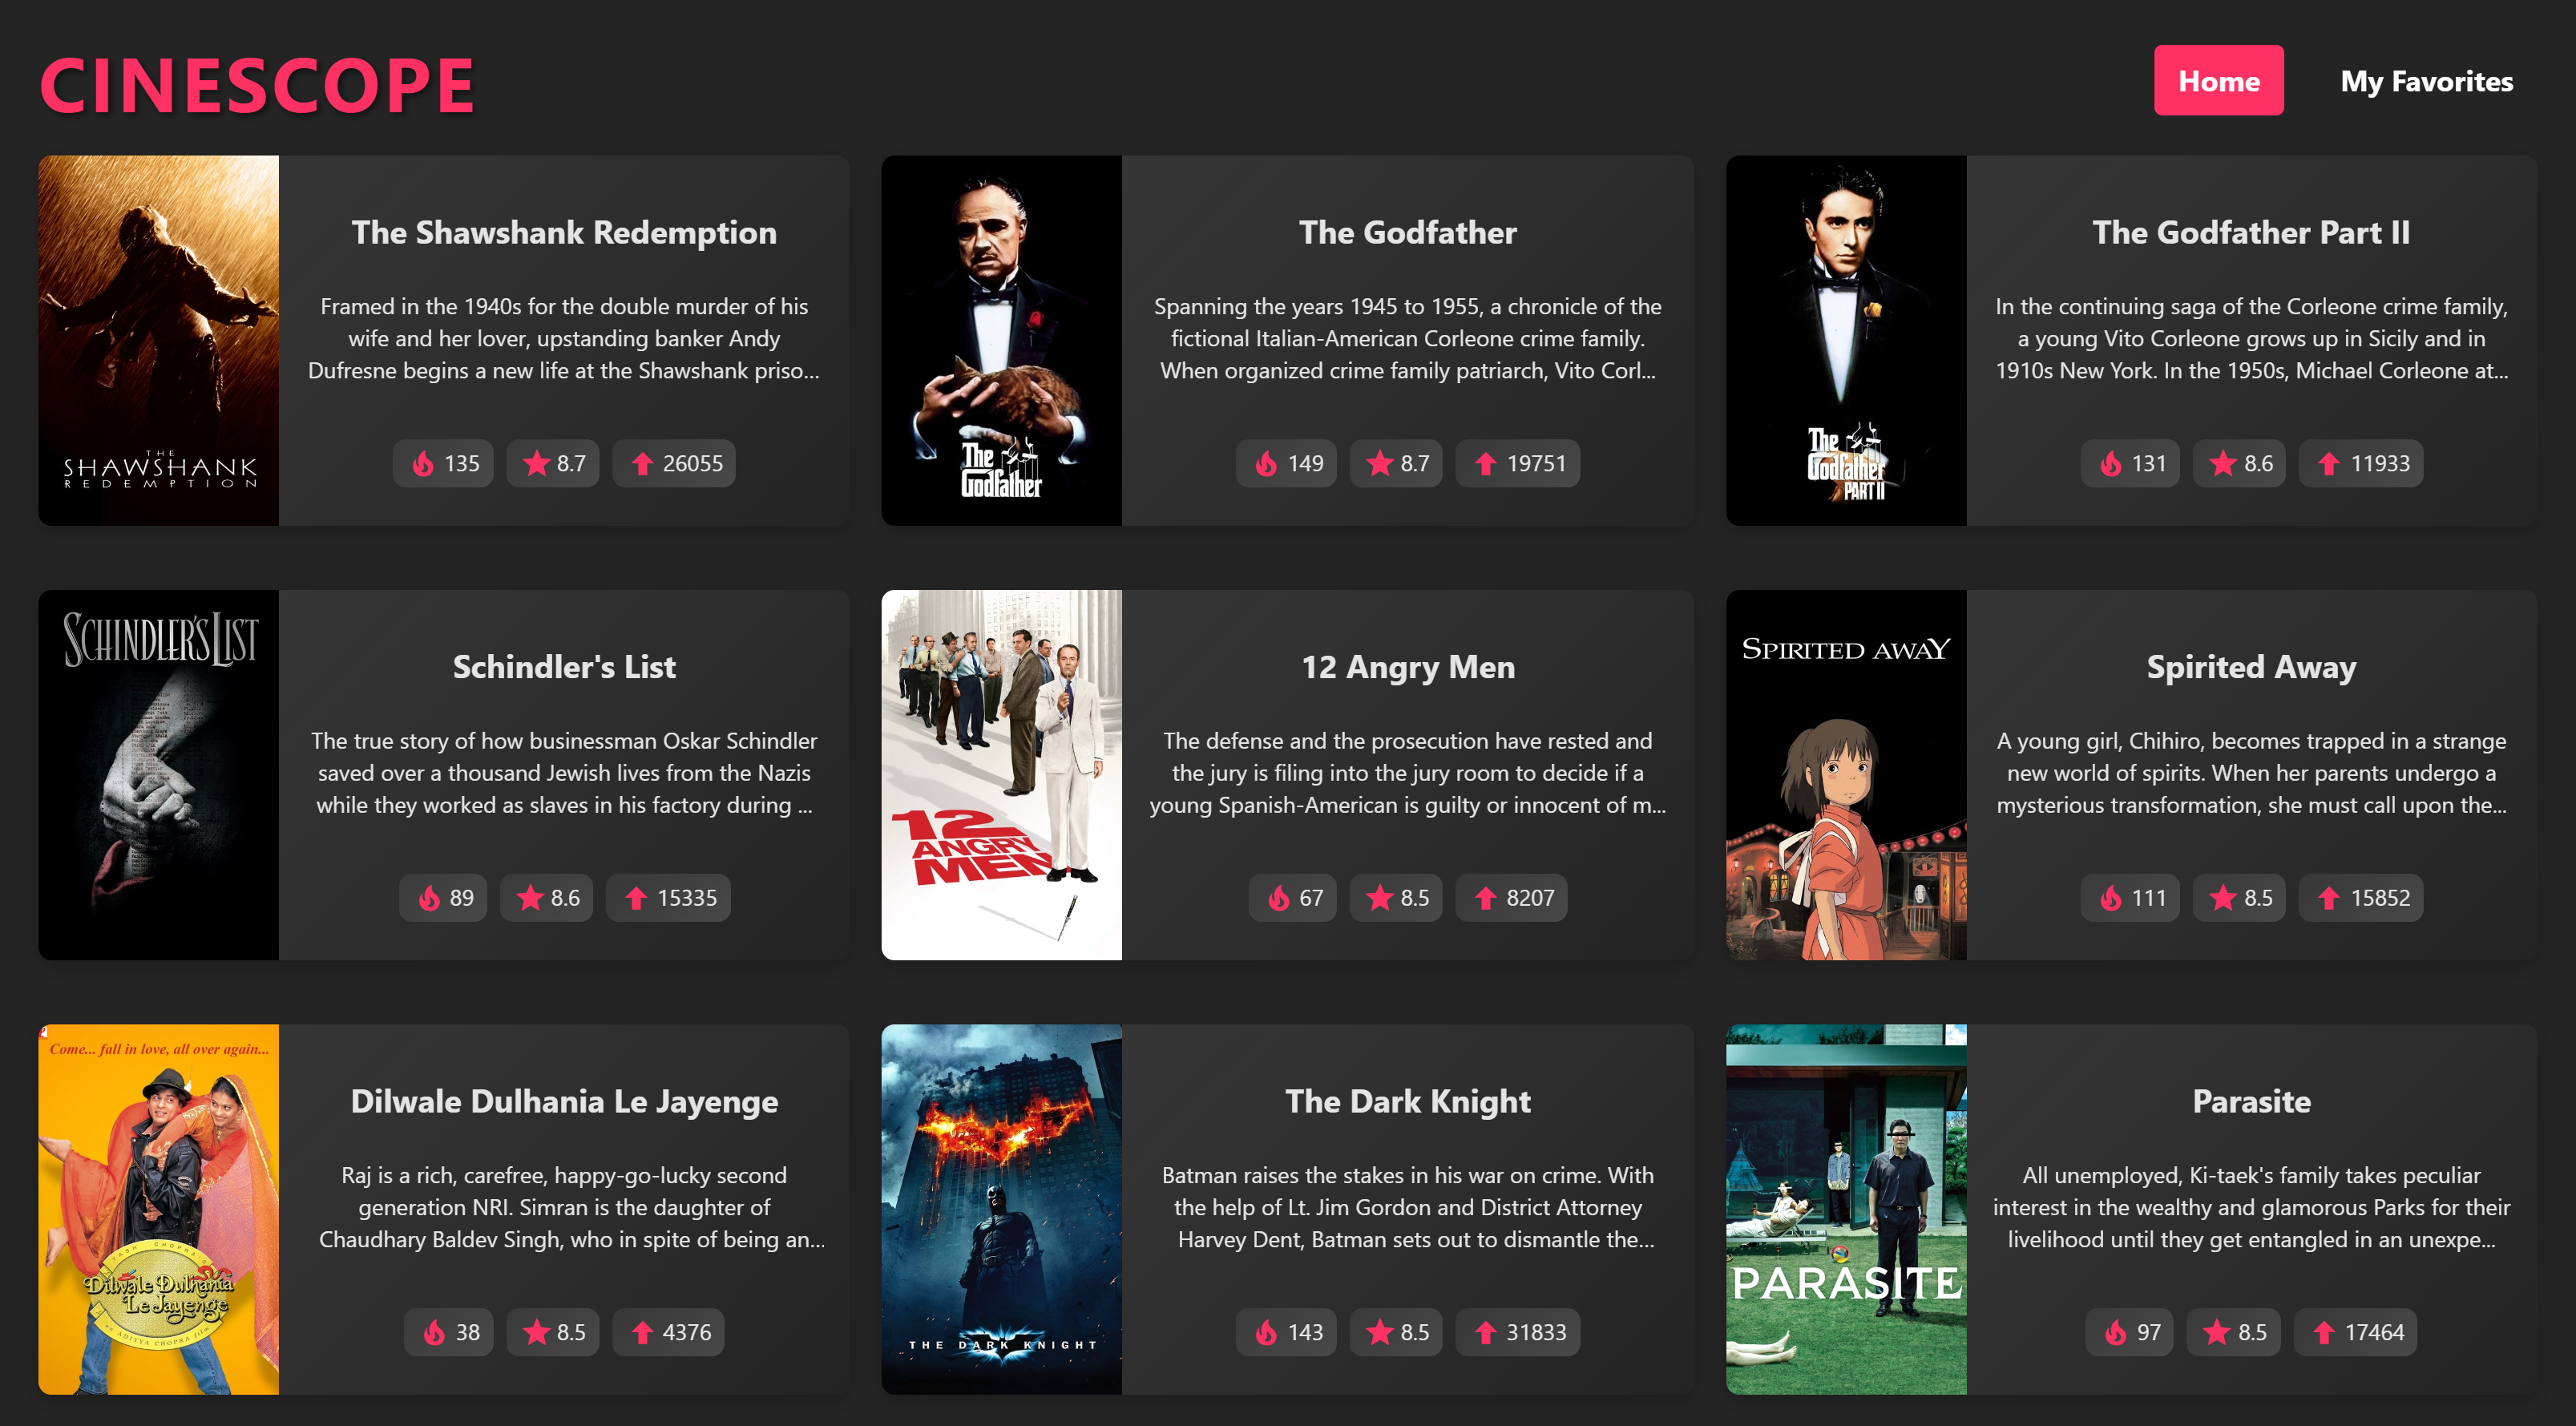 CINESCOPE
Home
My Favorites
THE
SHAWSHANK
REDEMPTION
The Shawshank Redemption
Framed in the 1940s for the double murder of his
wife and her lover, upstanding banker Andy
Dufresne begins a new life at the Shawshank priso...
135
8.7
26055
The
Godfather
The Godfather
Spanning the years 1945 to 1955, a chronicle of the
fictional Italian-American Corleone crime family.
When organized crime family patriarch, Vito Corl...
149
8.7
19751
The
Godfather
PART II
The Godfather Part II
In the continuing saga of the Corleone crime family,
a young Vito Corleone grows up in Sicily and in
1910s New York. In the 1950s, Michael Corleone at...
131
8.6
11933
SCHINDLER'S LIST
Schindler's List
The true story of how businessman Oskar Schindler
saved over a thousand Jewish lives from the Nazis
while they worked as slaves in his factory during ...
89
8.6
15335
12
ANGRY
MEN
12 Angry Men
The defense and the prosecution have rested and
the jury is filing into the jury room to decide if a
young Spanish-American is guilty or innocent of m...
67
8.5
8207
SPIRITED AWAY
Spirited Away
A young girl, Chihiro, becomes trapped in a strange
new world of spirits. When her parents undergo a
mysterious transformation, she must call upon the...
111
8.5
15852
Come... fall in love, all over again...
Dilwale Dulhania
Le Jayenge
an ADITYA CHOPRA film
Dilwale Dulhania Le Jayenge
Raj is a rich, carefree, happy-go-lucky second
generation NRI. Simran is the daughter of
Chaudhary Baldev Singh, who in spite of being an...
38
8.5
4376
THE DARK KNIGHT
The Dark Knight
Batman raises the stakes in his war on crime. With
the help of Lt. Jim Gordon and District Attorney
Harvey Dent, Batman sets out to dismantle the...
143
8.5
31833
PARASITE
Parasite
All unemployed, Ki-taek's family takes peculiar
interest in the wealthy and glamorous Parks for their
livelihood until they get entangled in an unexpe...
97
8.5
17464